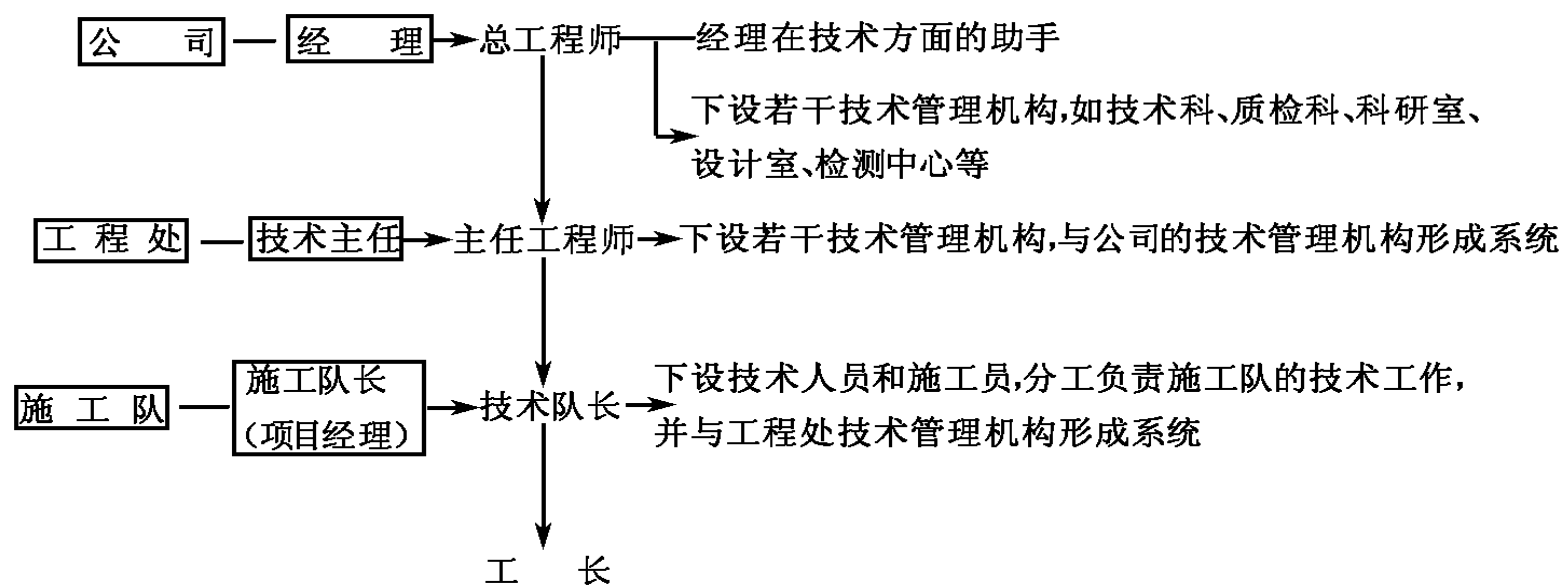 公 司 经 理 总工程师 经理在技术方面的助手
下设若干技术管理机构,如技术科、质检科、科研室、
设计室、检测中心等
工 程 处 技术主任 主任工程师 下设若干技术管理机构,与公司的技术管理机构形成系统
施 工 队
施工队长
（项目经理）
技术队长
下设技术人员和施工员,分工负责施工队的技术工作,
并与工程处技术管理机构形成系统
工 长